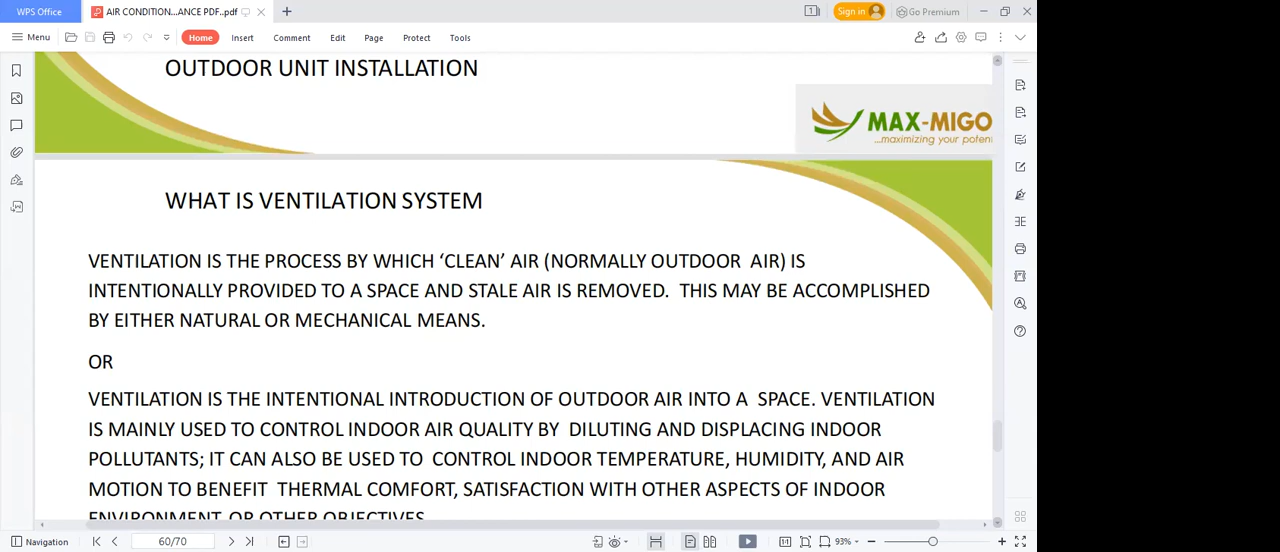 WPS Office
AIR CONDITION...ANCE PDF..pdf
1
Sign in
Go Premium
Menu
Home
Insert
Comment
Edit
Page
Protect
Tools
OUTDOOR UNIT INSTALLATION
MAX-MIGO
...maximizing your poten
WHAT IS VENTILATION SYSTEM
VENTILATION IS THE PROCESS BY WHICH ‘CLEAN’ AIR (NORMALLY OUTDOOR AIR) IS
INTENTIONALLY PROVIDED TO A SPACE AND STALE AIR IS REMOVED. THIS MAY BE ACCOMPLISHED
BY EITHER NATURAL OR MECHANICAL MEANS.
OR
VENTILATION IS THE INTENTIONAL INTRODUCTION OF OUTDOOR AIR INTO A SPACE. VENTILATION
IS MAINLY USED TO CONTROL INDOOR AIR QUALITY BY DILUTING AND DISPLACING INDOOR
POLLUTANTS; IT CAN ALSO BE USED TO CONTROL INDOOR TEMPERATURE, HUMIDITY, AND AIR
MOTION TO BENEFIT THERMAL COMFORT, SATISFACTION WITH OTHER ASPECTS OF INDOOR
ENVIRONMENT, OR OTHER OBJECTIVES.
Navigation
60/70
93%